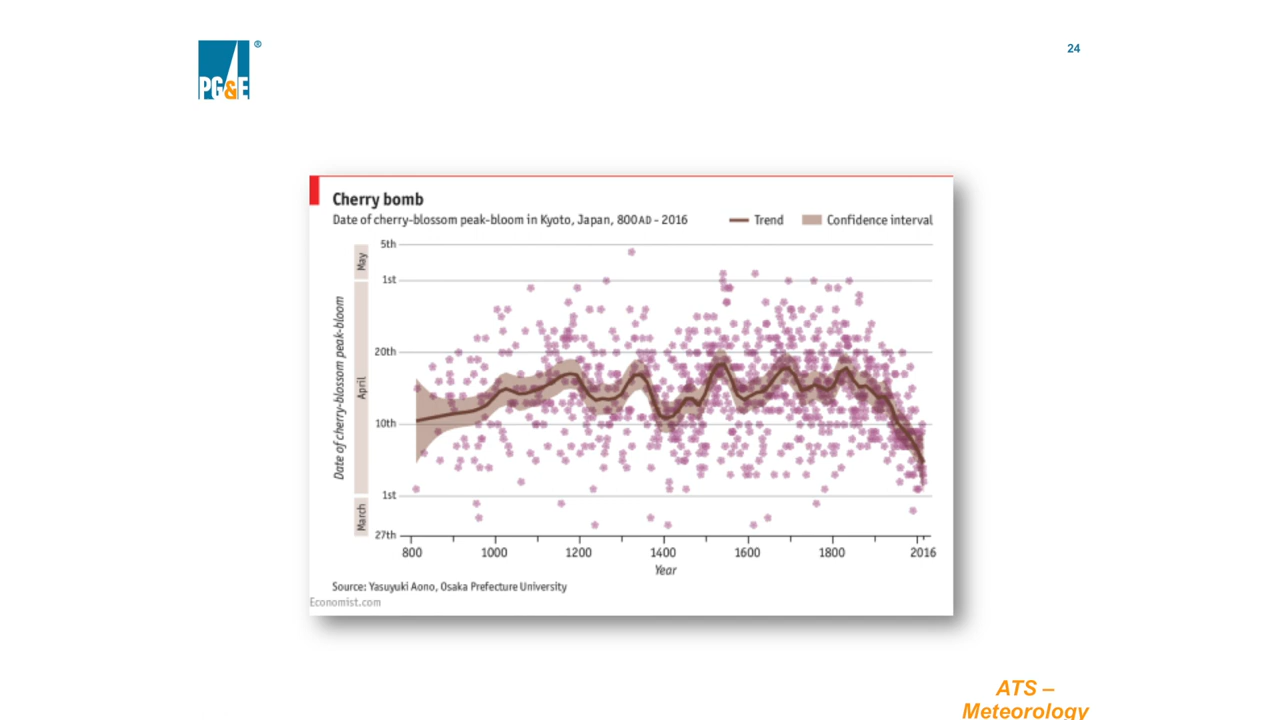 PG&E ®
24
Cherry bomb
Date of cherry-blossom peak-bloom in Kyoto, Japan, 800AD - 2016
Trend
Confidence interval
Date of cherry-blossom peak-bloom
May
April
March
5th
1st
20th
10th
1st
27th
800 1000 1200 1400 1600 1800 2016
Year
Source: Yasuyuki Aono, Osaka Prefecture University
Economist.com
ATS –
Meteorology